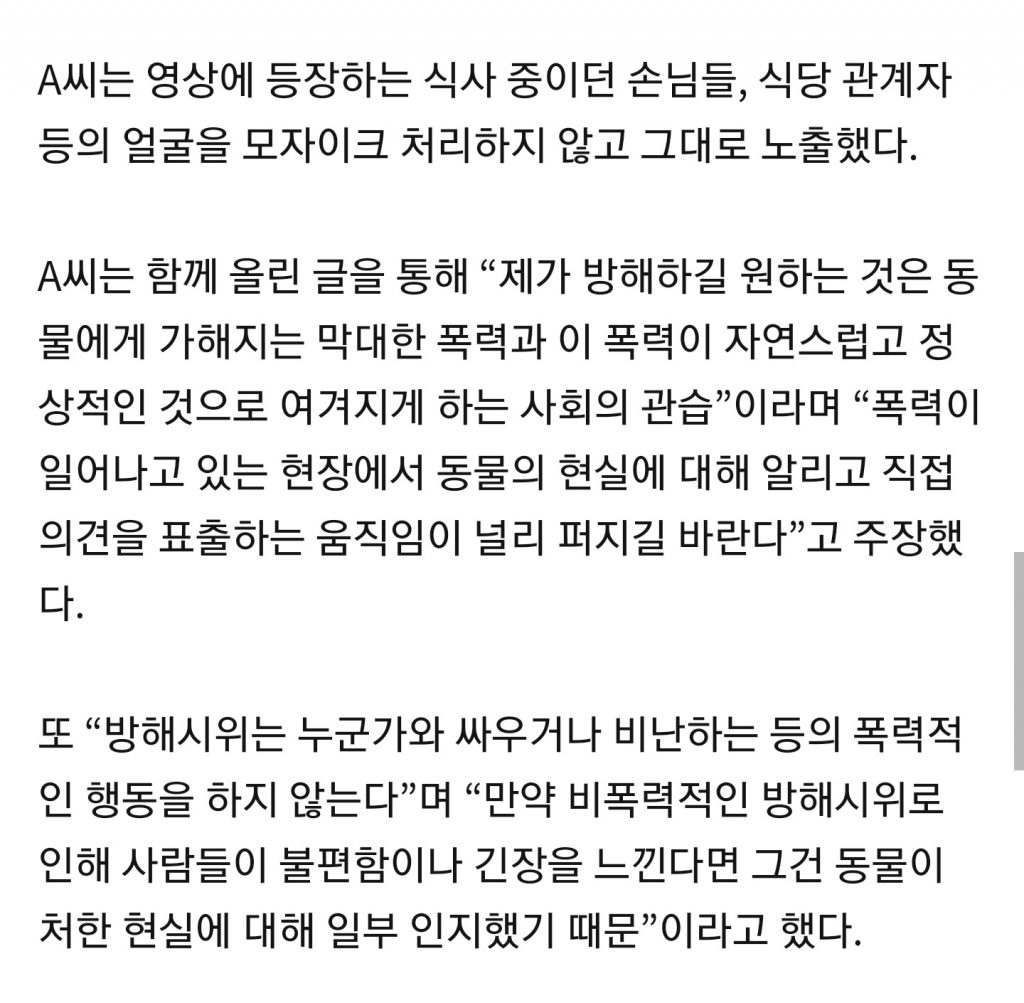 A씨는 영상에 등장하는 식사 중이던 손님들, 식당 관계자
등의 얼굴을 모자이크 처리하지 않고 그대로 노출했다.
A씨는 함께 올린 글을 통해 “제가 방해하길 원하는 것은 동
물에게 가해지는 막대한 폭력과 이 폭력이 자연스럽고 정
상적인 것으로 여겨지게 하는 사회의 관습”이라며 “폭력이
일어나고 있는 현장에서 동물의 현실에 대해 알리고 직접
의견을 표출하는 움직임이 널리 퍼지길 바란다”고 주장했
다.
또 “방해시위는 누군가와 싸우거나 비난하는 등의 폭력적
인 행동을 하지 않는다”며 “만약 비폭력적인 방해시위로
인해 사람들이 불편함이나 긴장을 느낀다면 그건 동물이
처한 현실에 대해 일부 인지했기 때문”이라고 했다.